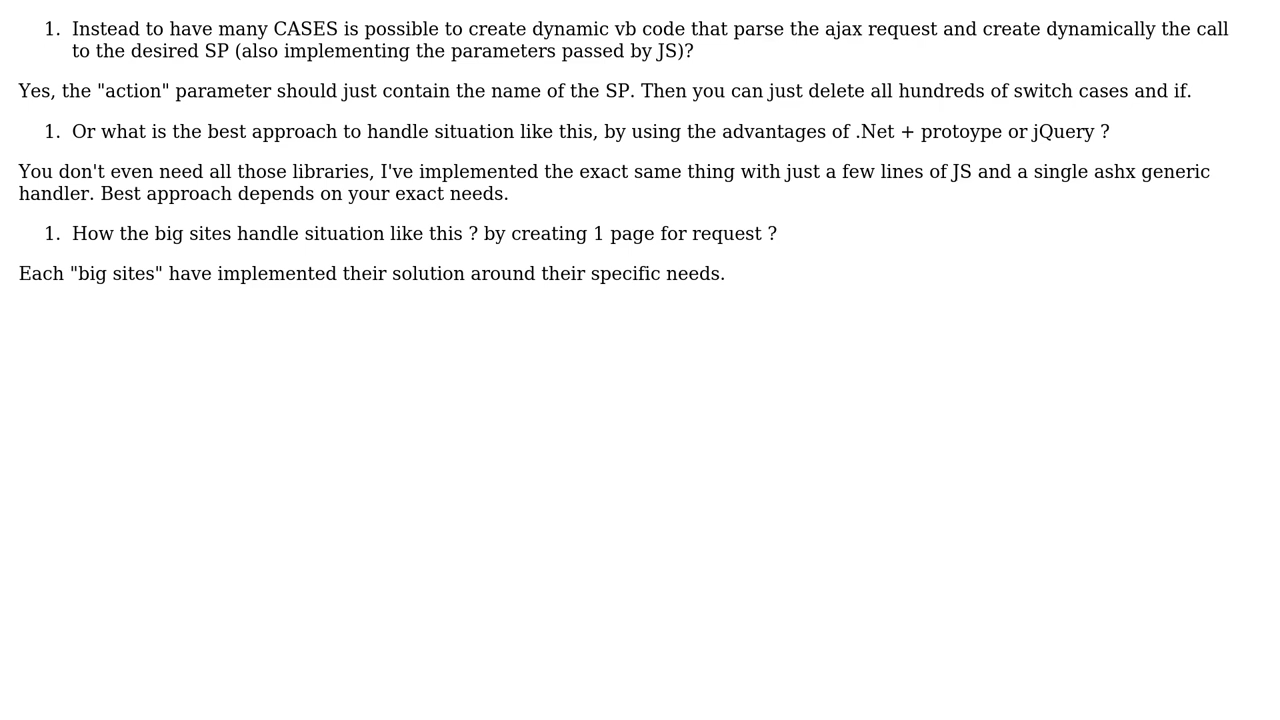 1. Instead to have many CASES is possible to create dynamic vb code that parse the ajax request and create dynamically the call
to the desired SP (also implementing the parameters passed by JS)?
Yes, the "action" parameter should just contain the name of the SP. Then you can just delete all hundreds of switch cases and if.
1. Or what is the best approach to handle situation like this, by using the advantages of .Net + protoype or jQuery ?
You don't even need all those libraries, I've implemented the exact same thing with just a few lines of JS and a single ashx generic
handler. Best approach depends on your exact needs.
1. How the big sites handle situation like this ? by creating 1 page for request ?
Each "big sites" have implemented their solution around their specific needs.